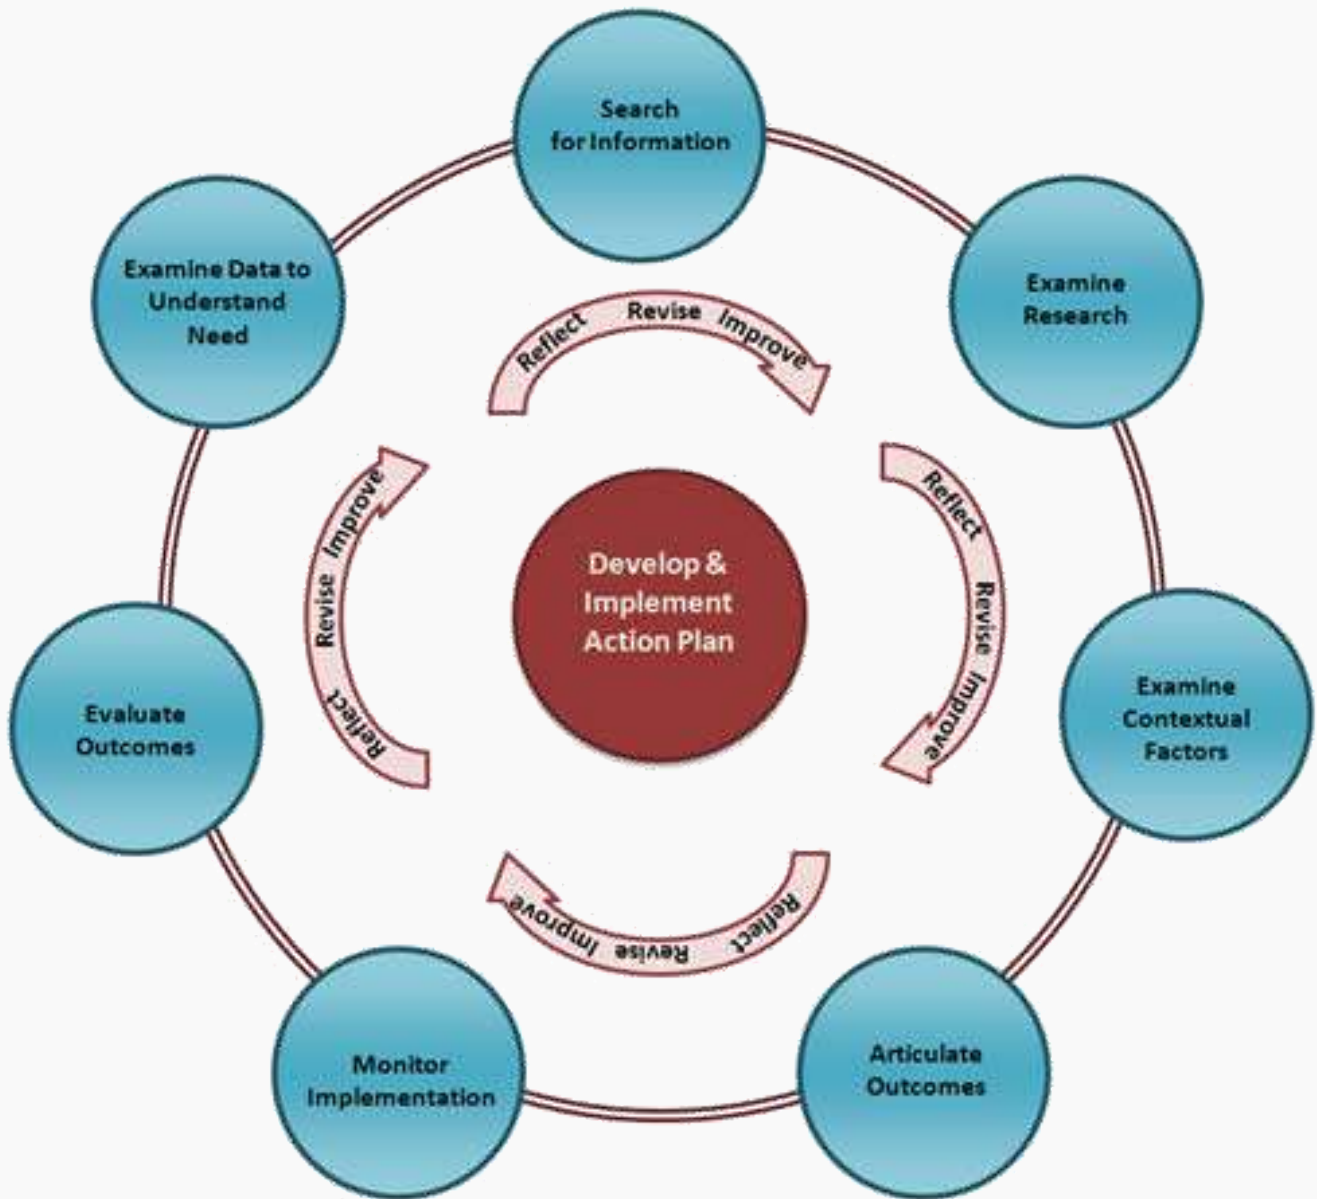 Search
for Information
Examine
Research
Examine
Contextual
Factors
Articulate
Outcomes
Monitor
Implementation
Evaluate
Outcomes
Examine Data to
Understand
Need
Reflect Revise Improve
Reflect Revise Improve
Reflect Revise Improve
Reflect Revise Improve
Develop &
Implement
Action Plan